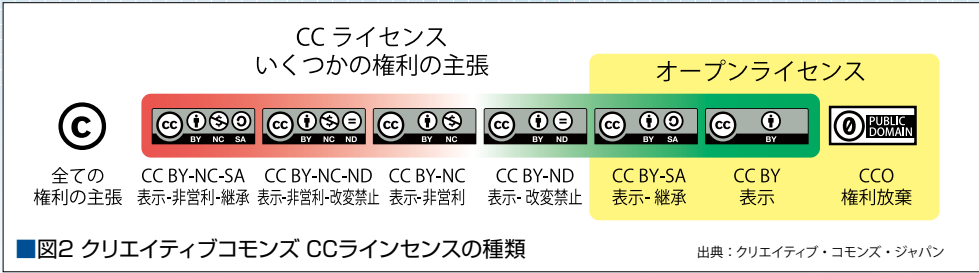 CC ライセンス
いくつかの権利の主張
オープンライセンス
C
cc BY NC SA
cc BY NC ND
cc BY NC
cc BY ND
cc BY SA
cc BY
0 PUBLIC DOMAIN
全ての
権利の主張
CC BY-NC-SA
表示-非営利-継承
CC BY-NC-ND
表示-非営利-改変禁止
CC BY-NC
表示-非営利
CC BY-ND
表示- 改変禁止
CC BY-SA
表示- 継承
CC BY
表示
CCO
権利放棄
■図2 クリエイティブコモンズ CCラインセンスの種類
出典：クリエイティブ・コモンズ・ジャパン